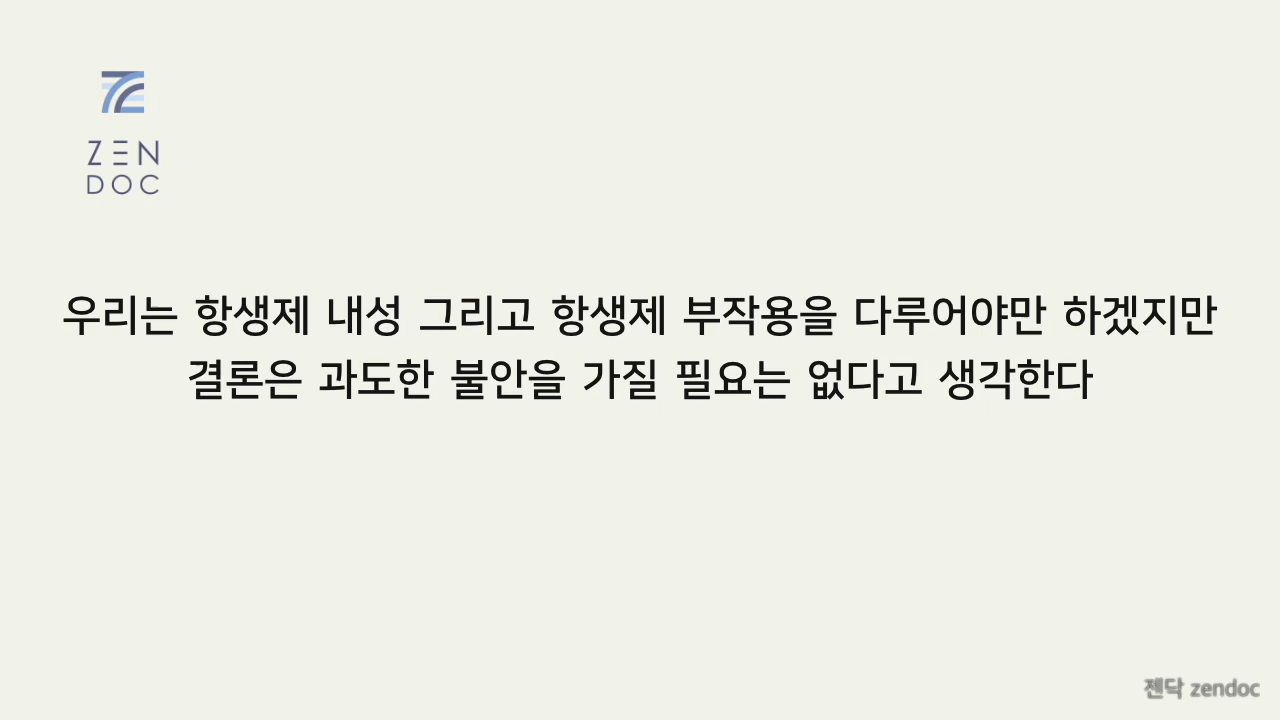 ZEN
DOC
우리는 항생제 내성 그리고 항생제 부작용을 다루어야만 하겠지만
결론은 과도한 불안을 가질 필요는 없다고 생각한다
젠닥 zendoc